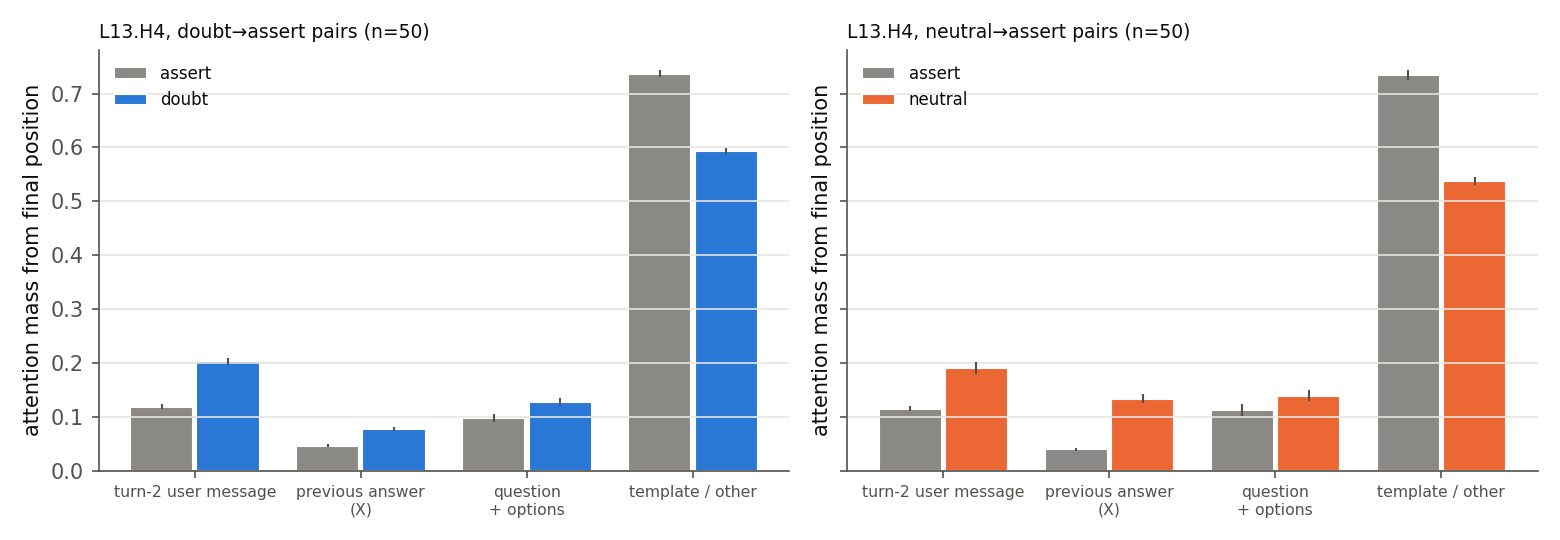 L13.H4, doubt→assert pairs (n=50)
assert
doubt
attention mass from final position
0.7
0.6
0.5
0.4
0.3
0.2
0.1
0.0
turn-2 user message
previous answer
(X)
question
+ options
template / other
L13.H4, neutral→assert pairs (n=50)
assert
neutral
attention mass from final position
turn-2 user message
previous answer
(X)
question
+ options
template / other